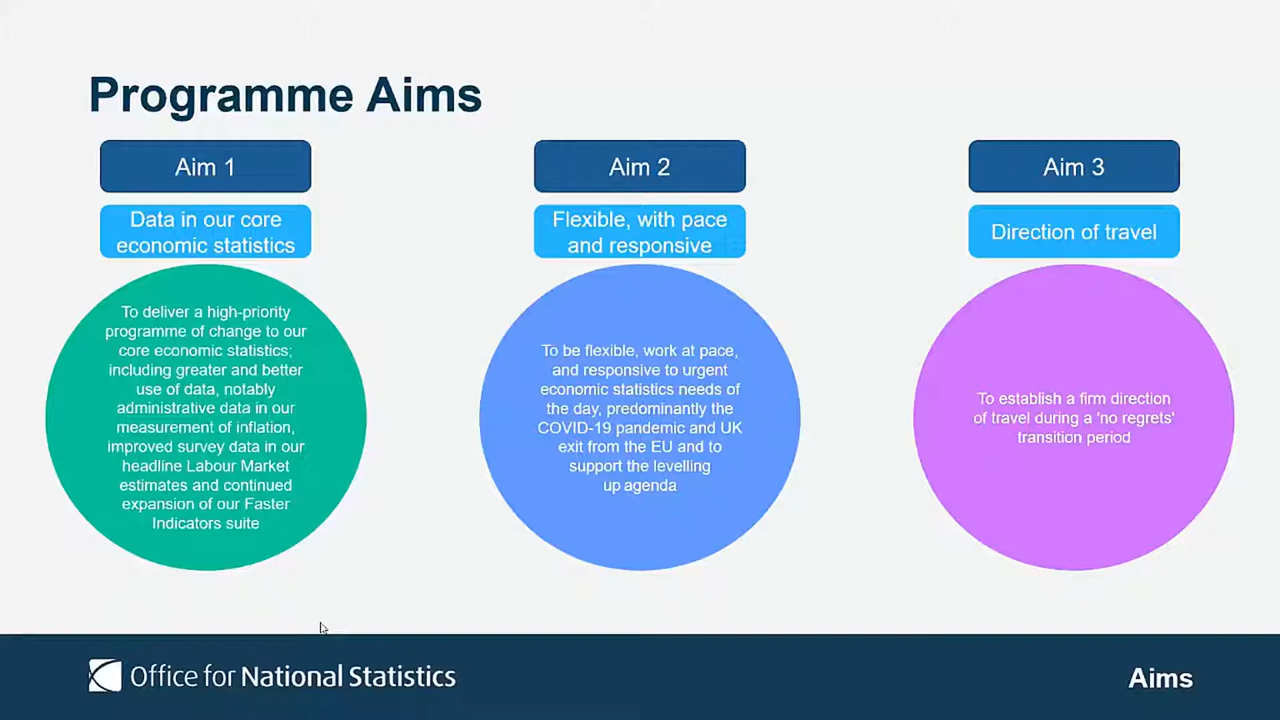 Programme Aims
Aim 1
Data in our core
economic statistics
To deliver a high-priority
programme of change to our
core economic statistics;
including greater and better
use of data, notably
administrative data in our
measurement of inflation,
improved survey data in our
headline Labour Market
estimates and continued
expansion of our Faster
Indicators suite
Aim 2
Flexible, with pace
and responsive
To be flexible, work at pace,
and responsive to urgent
economic statistics needs of
the day, predominantly the
COVID-19 pandemic and UK
exit from the EU and to
support the levelling
up agenda
Aim 3
Direction of travel
To establish a firm direction
of travel during a 'no regrets'
transition period
Office for National Statistics
Aims